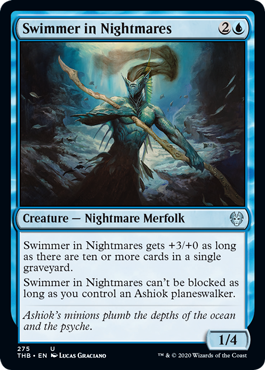 Swimmer in Nightmares 2
Creature — Nightmare Merfolk
Swimmer in Nightmares gets +3/+0 as long
as there are ten or more cards in a single
graveyard.
Swimmer in Nightmares can't be blocked as
long as you control an Ashiok planeswalker.
Ashiok's minions plumb the depths of the ocean
and the psyche.
1/4
275 U
THB • EN LUCAS GRACIANO ™ & © 2020 Wizards of the Coast